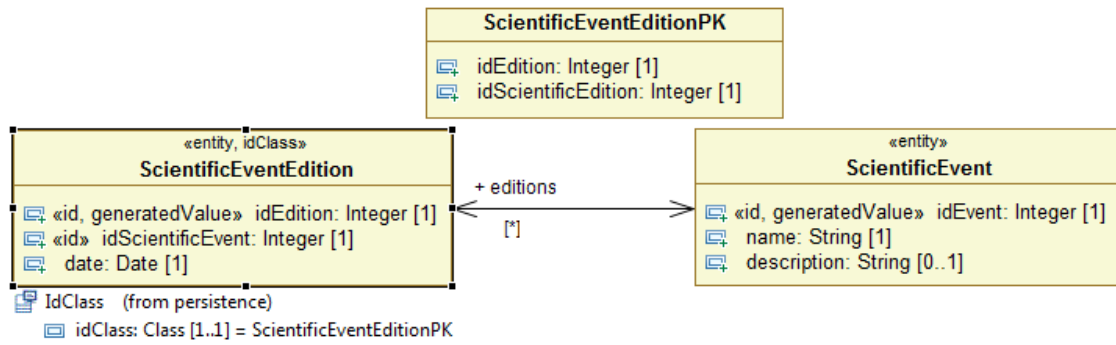 ScientificEventEditionPK
idEdition: Integer [1]
idScientificEdition: Integer [1]
«entity, idClass»
ScientificEventEdition
«id, generatedValue» idEdition: Integer [1]
«id» idScientificEvent: Integer [1]
date: Date [1]
+ editions
[*]
«entity»
ScientificEvent
«id, generatedValue» idEvent: Integer [1]
name: String [1]
description: String [0..1]
IdClass (from persistence)
idClass: Class [1..1] = ScientificEventEditionPK